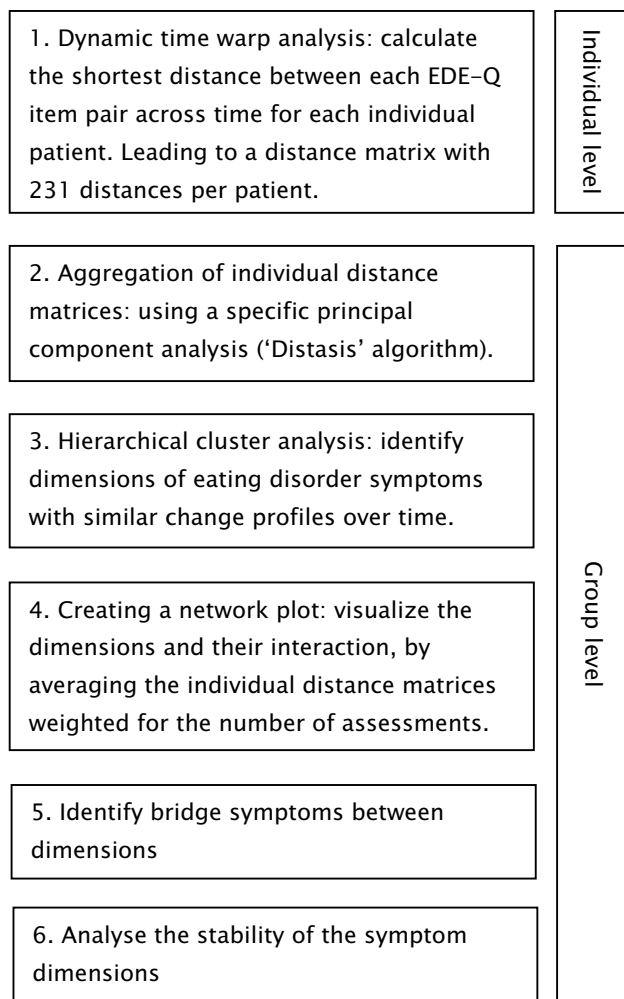 1. Dynamic time warp analysis: calculate
the shortest distance between each EDE-Q
item pair across time for each individual
patient. Leading to a distance matrix with
231 distances per patient.
Individual level
2. Aggregation of individual distance
matrices: using a specific principal
component analysis (‘Distasis’ algorithm).
3. Hierarchical cluster analysis: identify
dimensions of eating disorder symptoms
with similar change profiles over time.
4. Creating a network plot: visualize the
dimensions and their interaction, by
averaging the individual distance matrices
weighted for the number of assessments.
5. Identify bridge symptoms between
dimensions
6. Analyse the stability of the symptom
dimensions
Group level